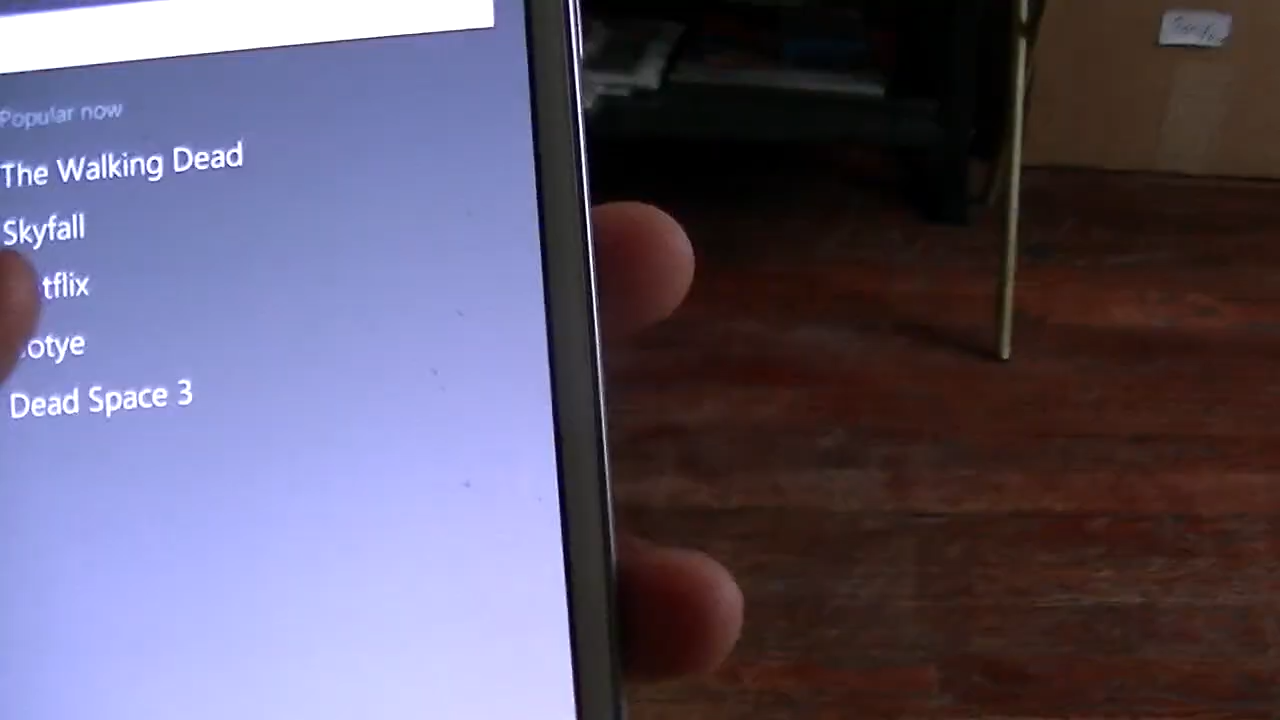 Popular now
The Walking Dead
Skyfall
tflix
otye
Dead Space 3